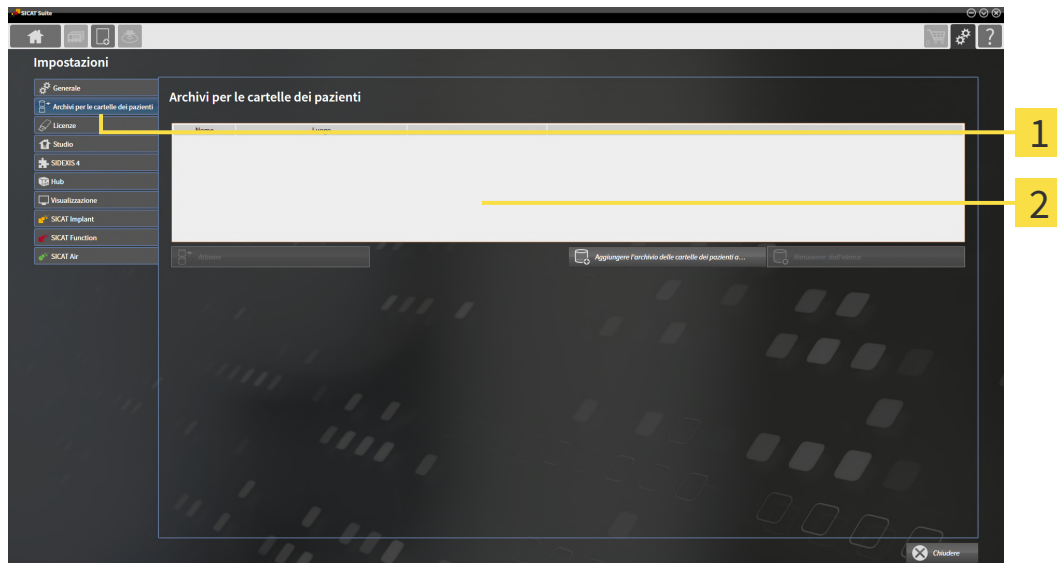 SICAT Suite
?
Impostazioni
Generale
Archivi per le cartelle dei pazienti
Licenze
Studio
SIDEXIS 4
Hub
Visualizzazione
SICAT Implant
SICAT Function
SICAT Air
Archivi per le cartelle dei pazienti
Nome Luogo
Attivare
Aggiungere l'archivio delle cartelle dei pazienti a...
Rimuovere dall'elenco
Chiudere
1
2